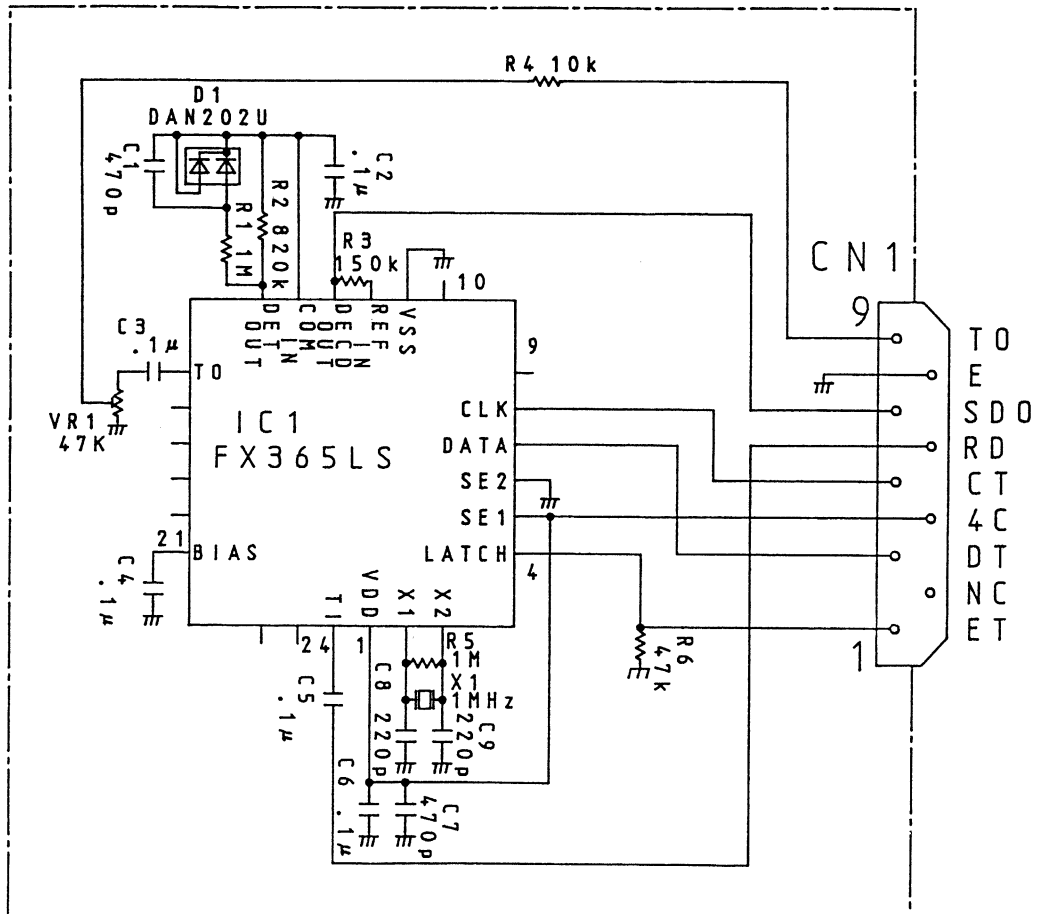 R4 10k
D1
DAN202U
C1
470p
C2
.1µ
R1 1M
R2 820k
R3
150k
10
CN1
9
C3
.1µ
DET OUT
DET IN
COM
DECD OUT
REF IN
VSS
9
TO
TO
E
VR1
47K
IC1
FX365LS
CLK
DATA
SE2
SE1
LATCH
4
SDO
RD
CT
4C
DT
NC
ET
1
21
BIAS
C4
.1µ
TI
VDD
X1
X2
24
1
R5
1M
X1
1MHz
R6
47k
C5
.1µ
C8
220p
C9
220p
C6
.1µ
C7
470p